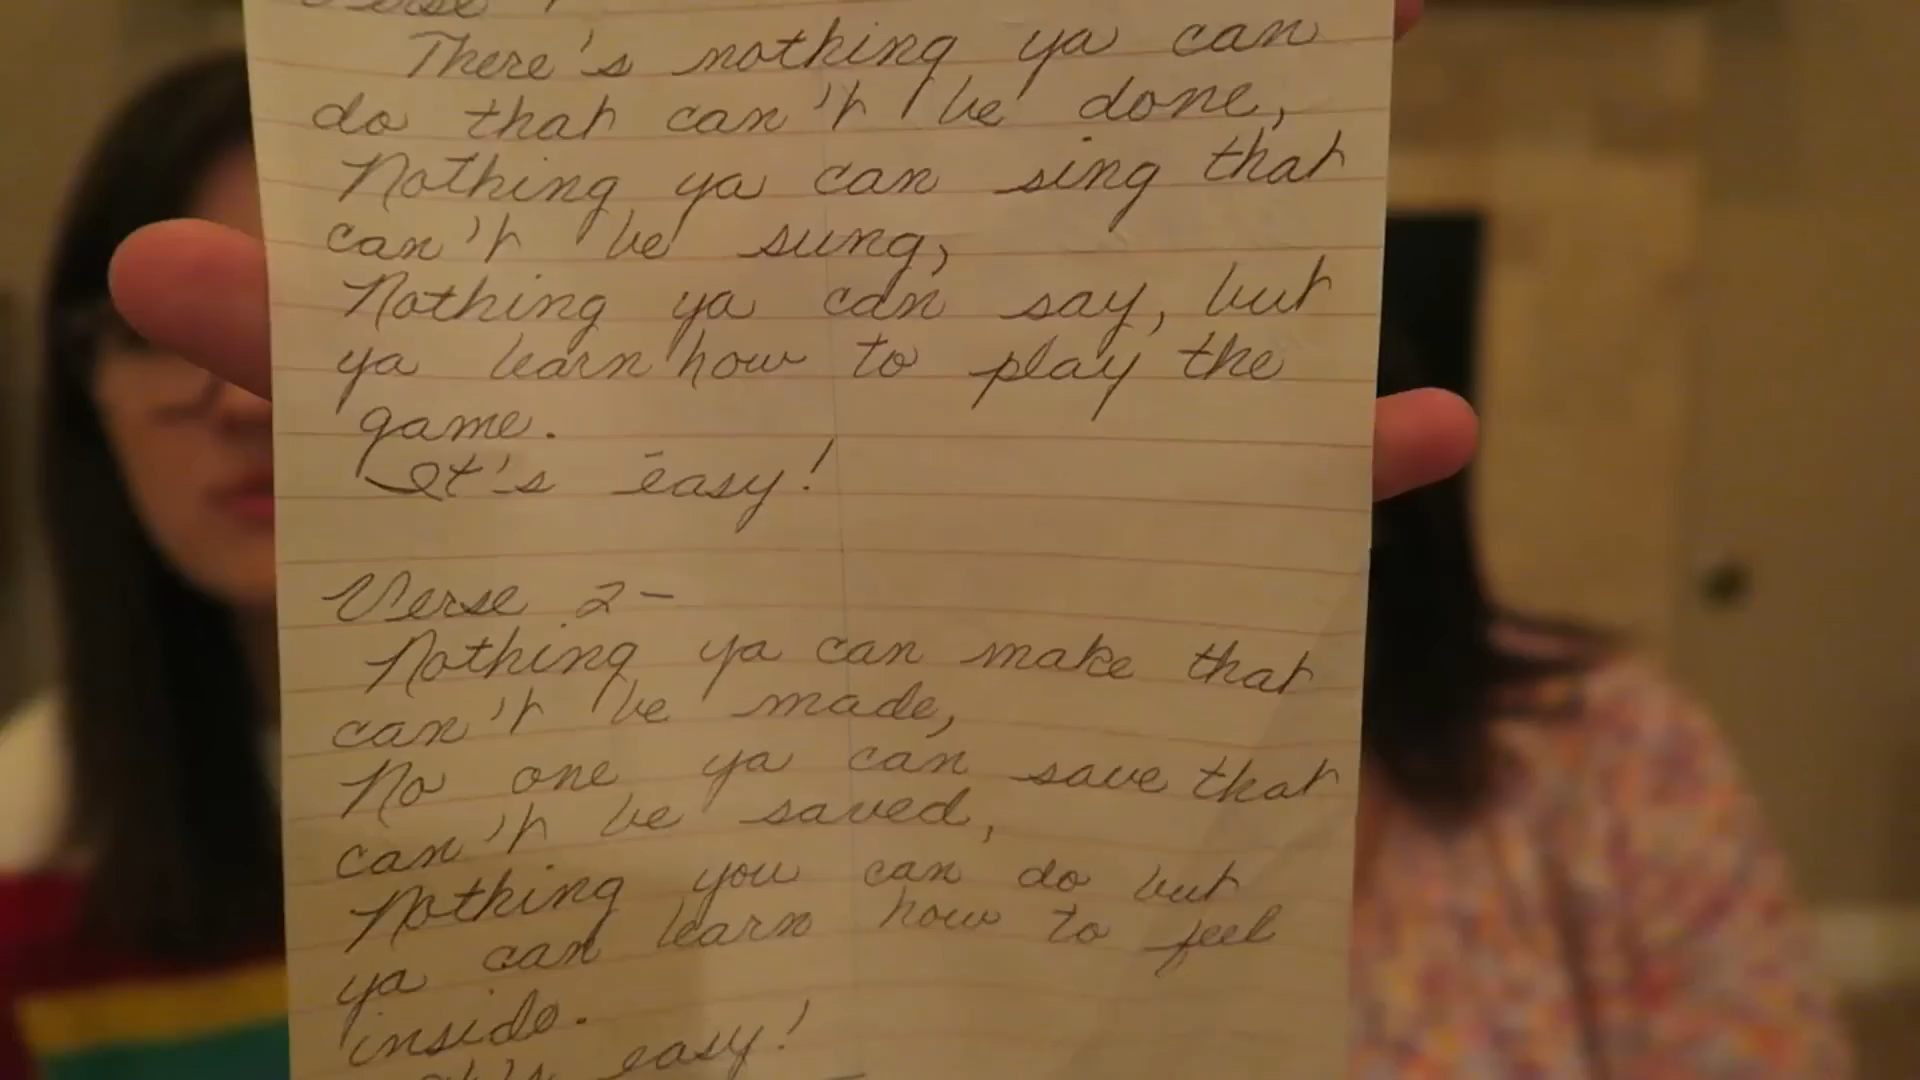 Verse 1
There's nothing ya can
do that can't be done,
Nothing ya can sing that
can't be sung,
Nothing ya can say, but
ya learn how to play the
game.
It's easy!
Verse 2-
Nothing ya can make that
can't be made,
No one ya can save that
can't be saved,
Nothing you can do but
ya can learn how to feel
inside.
It's easy!